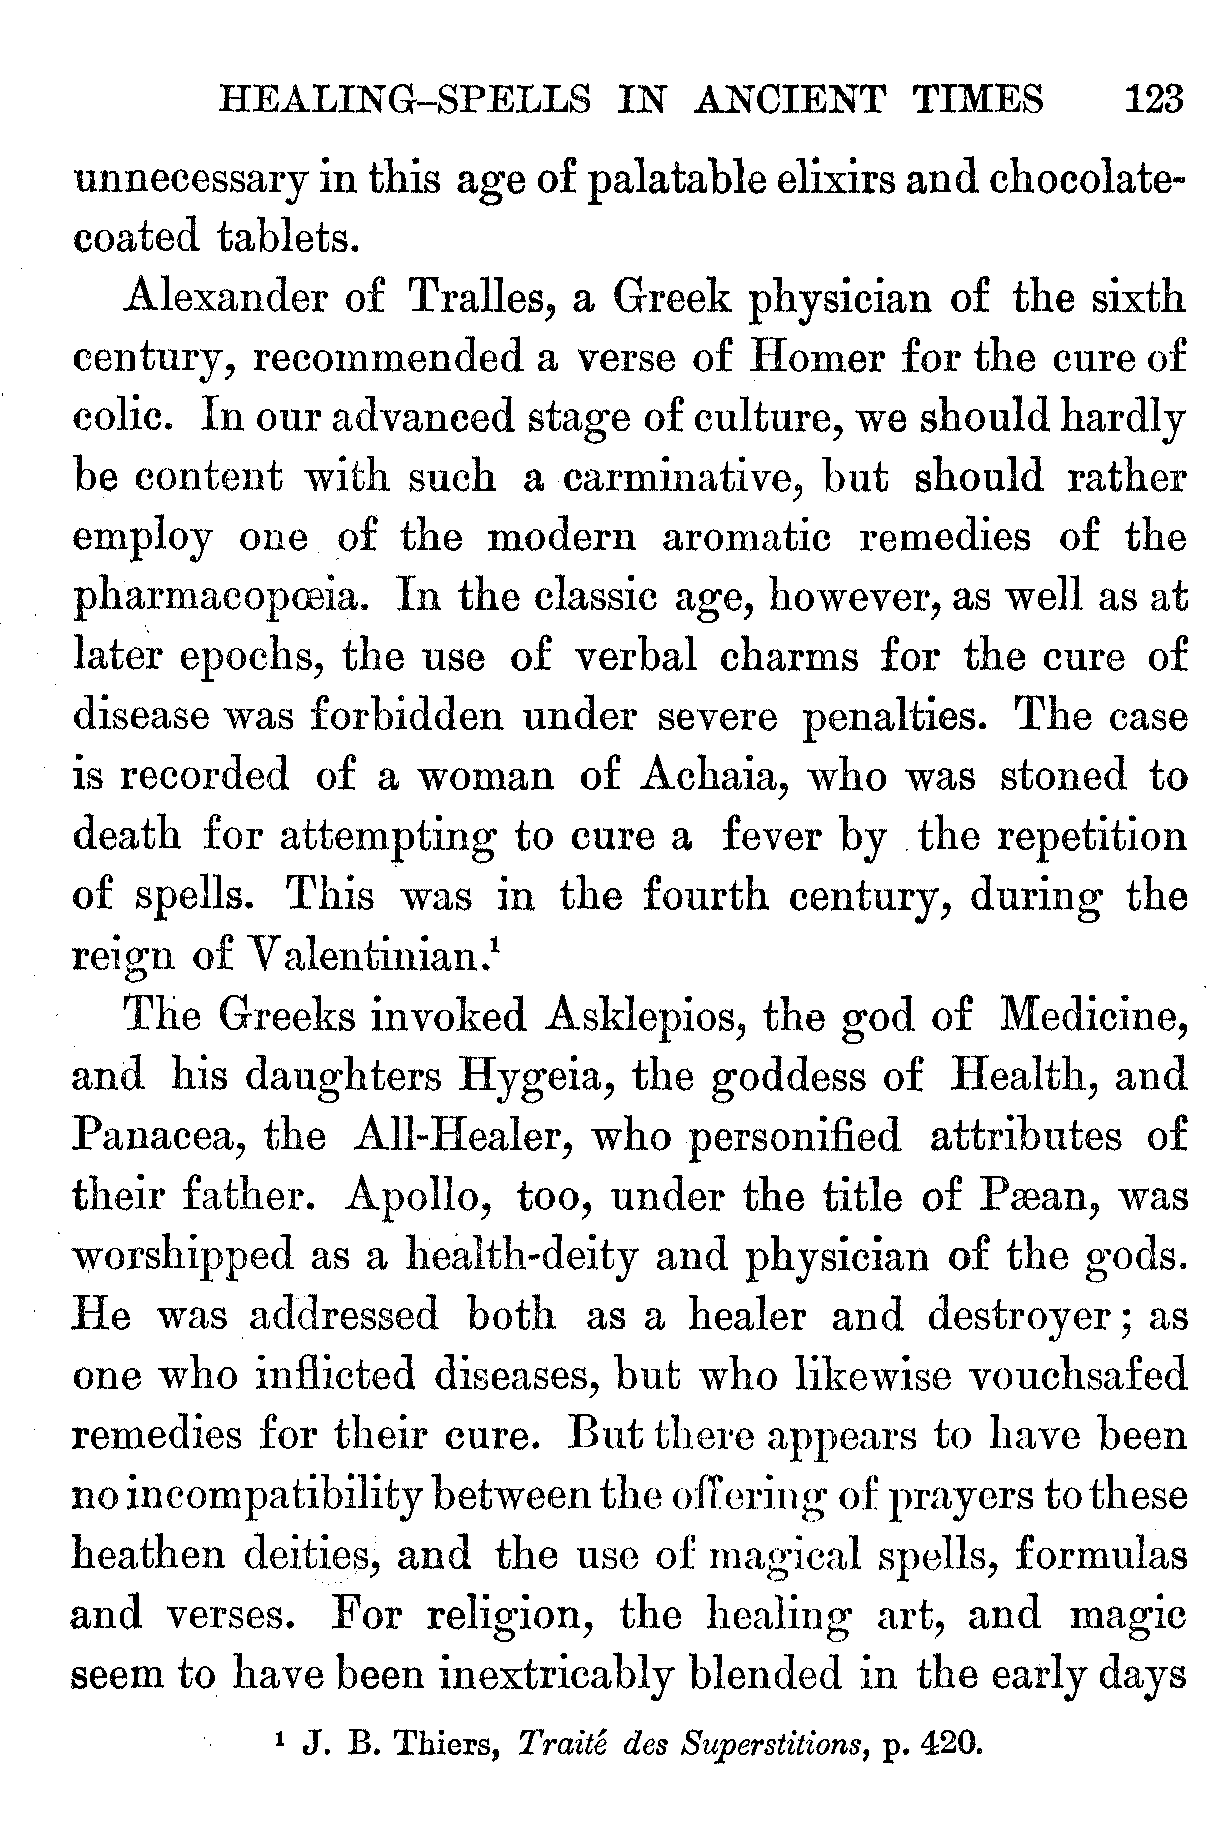 HEALING-SPELLS IN ANCIENT TIMES 123
unnecessary in this age of palatable elixirs and chocolate-
coated tablets.
Alexander of Tralles, a Greek physician of the sixth
century, recommended a verse of Homer for the cure of
colic. In our advanced stage of culture, we should hardly
be content with such a carminative, but should rather
employ one of the modern aromatic remedies of the
pharmacopœia. In the classic age, however, as well as at
later epochs, the use of verbal charms for the cure of
disease was forbidden under severe penalties. The case
is recorded of a woman of Achaia, who was stoned to
death for attempting to cure a fever by the repetition
of spells. This was in the fourth century, during the
reign of Valentinian.¹
The Greeks invoked Asklepios, the god of Medicine,
and his daughters Hygeia, the goddess of Health, and
Panacea, the All-Healer, who personified attributes of
their father. Apollo, too, under the title of Pæan, was
worshipped as a health-deity and physician of the gods.
He was addressed both as a healer and destroyer; as
one who inflicted diseases, but who likewise vouchsafed
remedies for their cure. But there appears to have been
no incompatibility between the offering of prayers to these
heathen deities, and the use of magical spells, formulas
and verses. For religion, the healing art, and magic
seem to have been inextricably blended in the early days
¹ J. B. Thiers, Traité des Superstitions, p. 420.